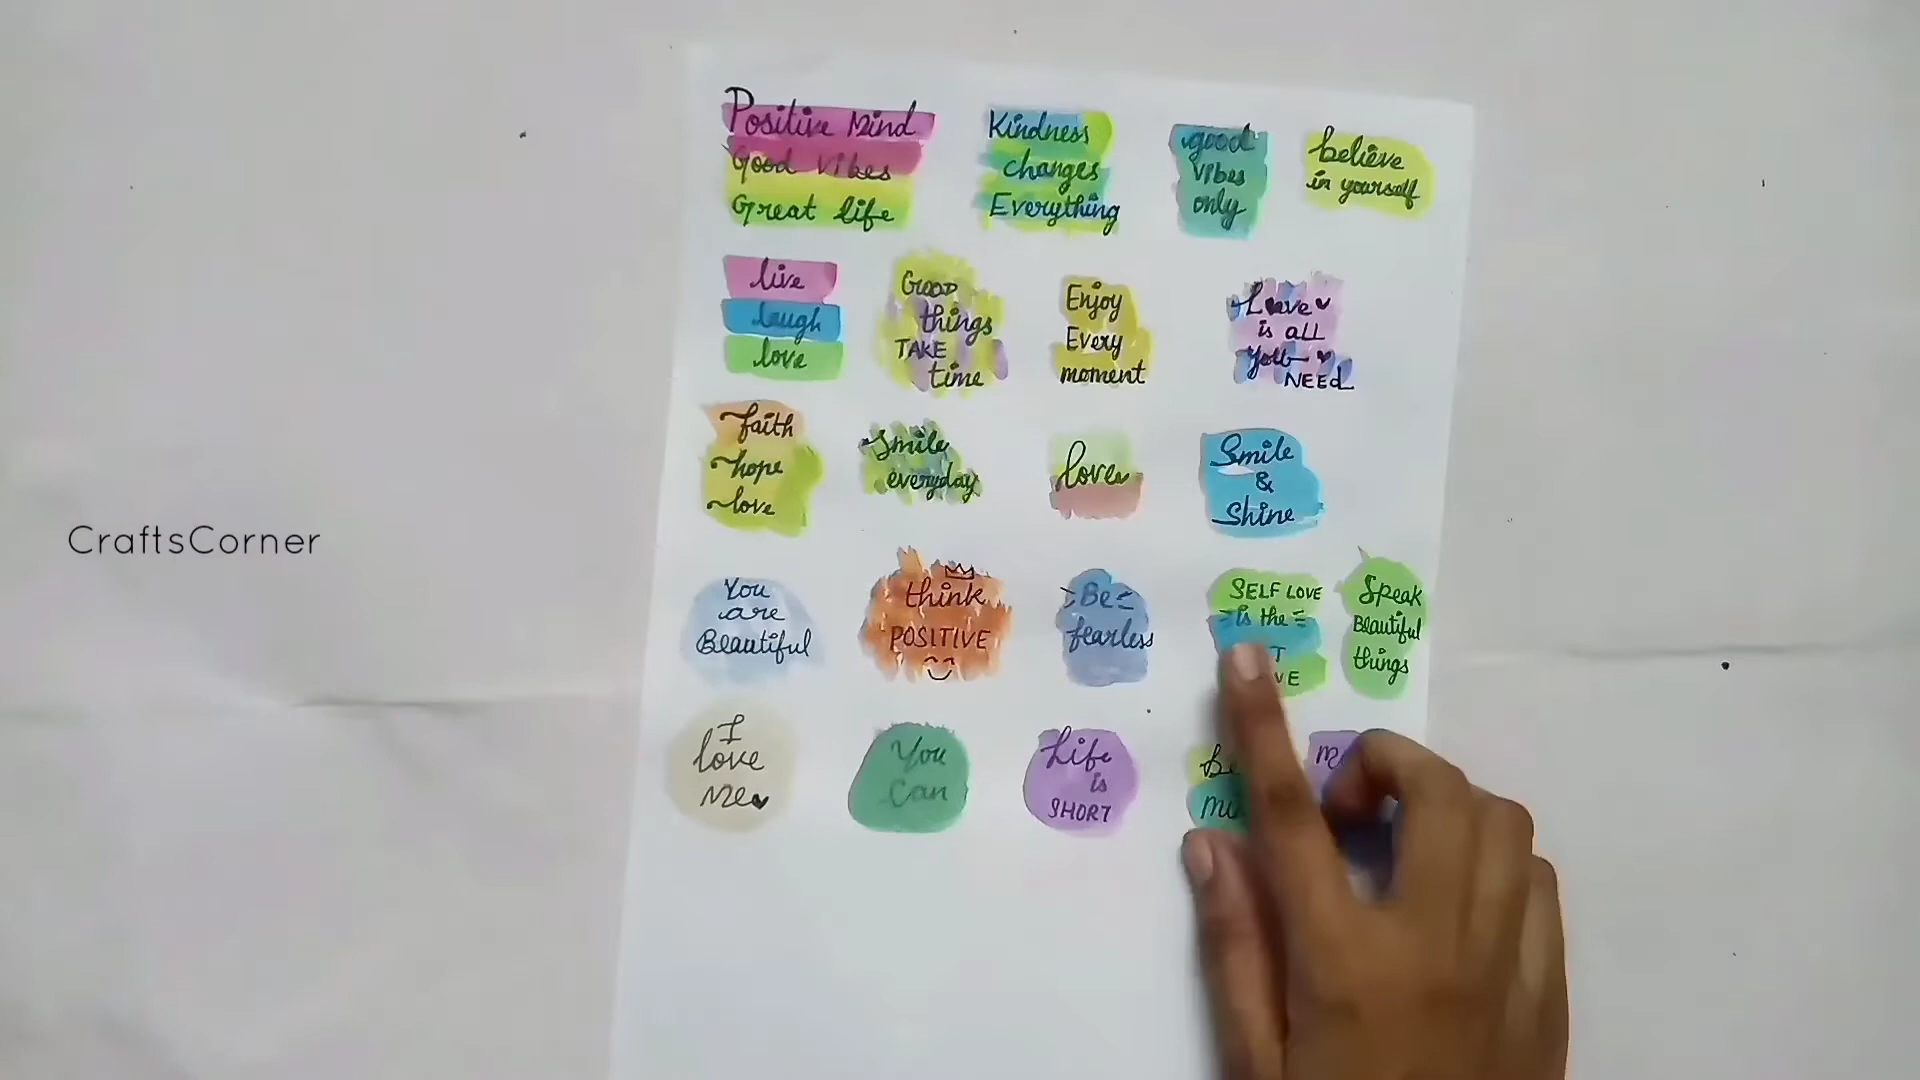 Positive Mind
Good vibes
Great life
Kindness
changes
Everything
good
vibes
only
believe
in yourself
live
laugh
love
Good
things
TAKE
time
Enjoy
Every
moment
Love
is all
You
NEEd
faith
hope
love
Smile
everyday
love
Smile
&
Shine
You
are
Beautiful
think
POSITIVE
Be
fearless
SELF LOVE
is the
Speak
Beautiful
things
I
love
Me
You
Can
Life
is
SHORT
CraftsCorner